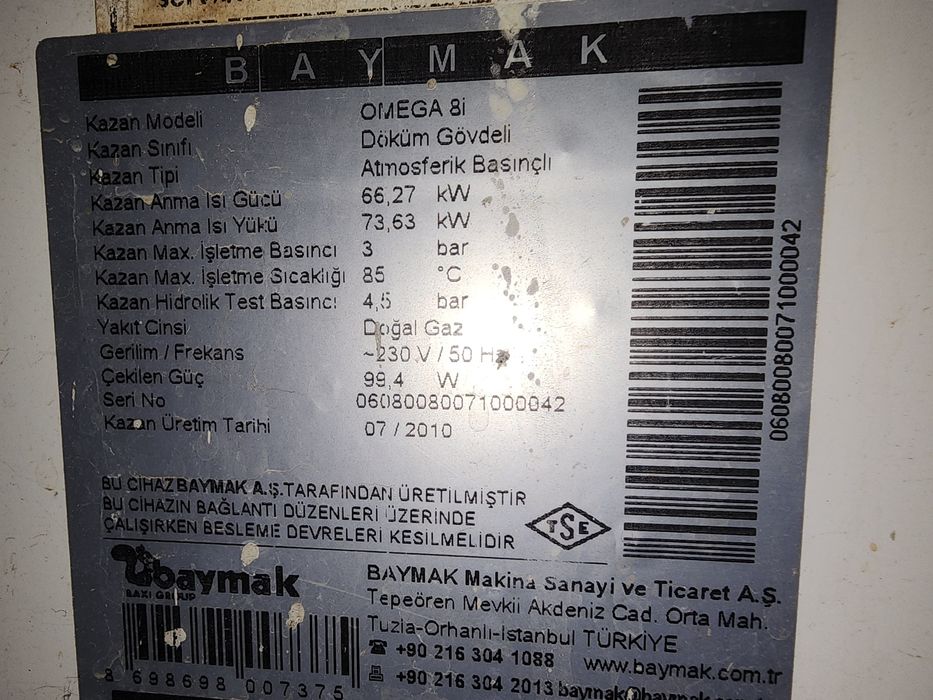 BAYMAK
Kazan Modeli OMEGA 8i
Kazan Sınıfı Döküm Gövdeli
Kazan Tipi Atmosferik Basınçlı
Kazan Anma Isı Gücü 66,27 kW
Kazan Anma Isı Yükü 73,63 kW
Kazan Max. İşletme Basıncı 3 bar
Kazan Max. İşletme Sıcaklığı 85 °C
Kazan Hidrolik Test Basıncı 4,5 bar
Yakıt Cinsi Doğal Gaz
Gerilim / Frekans ~230 V / 50 Hz
Çekilen Güç 99,4 W
Seri No 06080080071000042
Kazan Üretim Tarihi 07 / 2010
06080080071000042
BU CİHAZ BAYMAK A.Ş. TARAFINDAN ÜRETİLMİŞTİR
BU CİHAZIN BAĞLANTI DÜZENLERİ ÜZERİNDE
ÇALIŞIRKEN BESLEME DEVRELERİ KESİLMELİDİR
TSE
baymak
BAXI GROUP
BAYMAK Makina Sanayi ve Ticaret A.Ş.
Tepeören Mevkii Akdeniz Cad. Orta Mah.
Tuzla-Orhanlı-İstanbul TÜRKİYE
+90 216 304 1088 www.baymak.com.tr
+90 216 304 2013 baymak@baymak.com
8 698698 007375